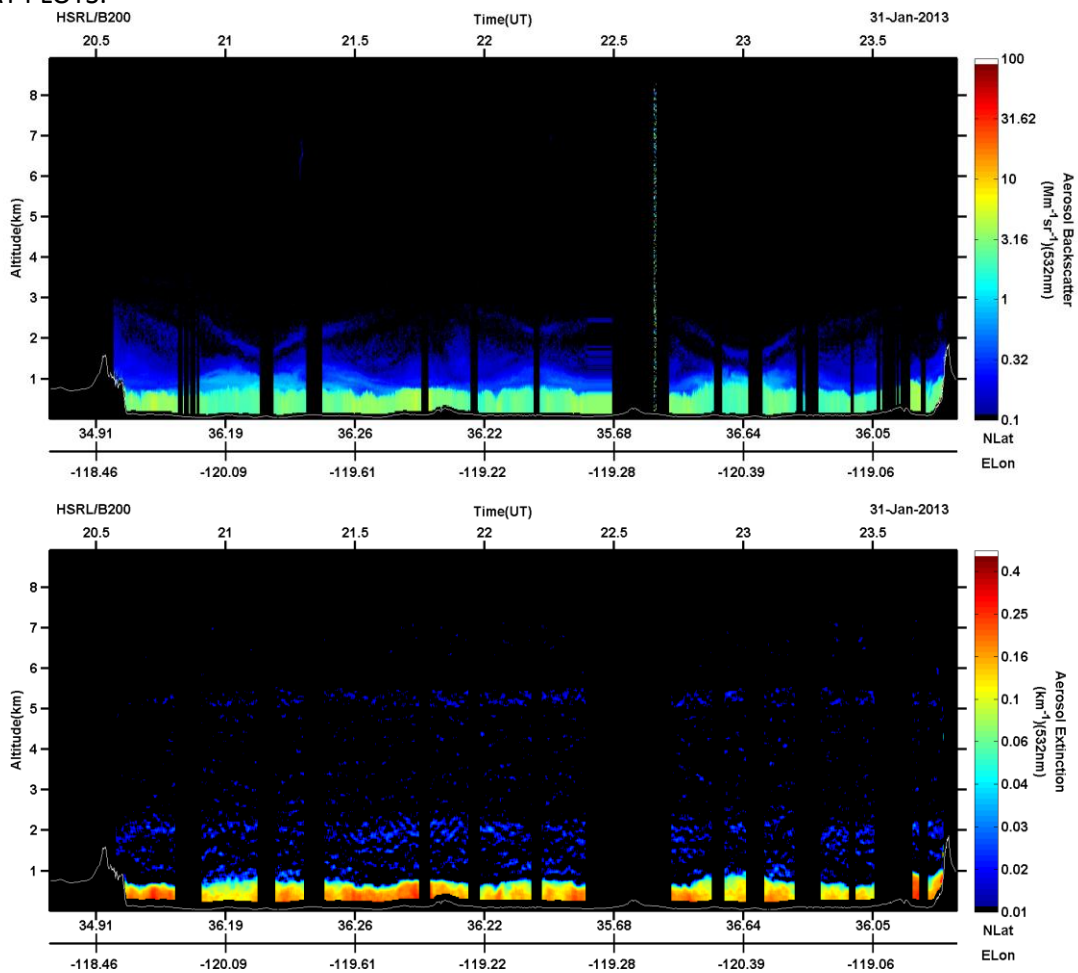 HSRL/B200 Time(UT) 31-Jan-2013
20.5 21 21.5 22 22.5 23 23.5
8
7
6
5
4
3
2
1
Altitude(km)
100
31.62
10
3.16
1
0.32
0.1
Aerosol Backscatter
(Mm⁻¹sr⁻¹)(532nm)
34.91 36.19 36.26 36.22 35.68 36.64 36.05 NLat
-118.46 -120.09 -119.61 -119.22 -119.28 -120.39 -119.06 ELon
HSRL/B200 Time(UT) 31-Jan-2013
20.5 21 21.5 22 22.5 23 23.5
8
7
6
5
4
3
2
1
Altitude(km)
0.4
0.25
0.16
0.1
0.06
0.04
0.03
0.02
0.01
Aerosol Extinction
(km⁻¹)(532nm)
34.91 36.19 36.26 36.22 35.68 36.64 36.05 NLat
-118.46 -120.09 -119.61 -119.22 -119.28 -120.39 -119.06 ELon